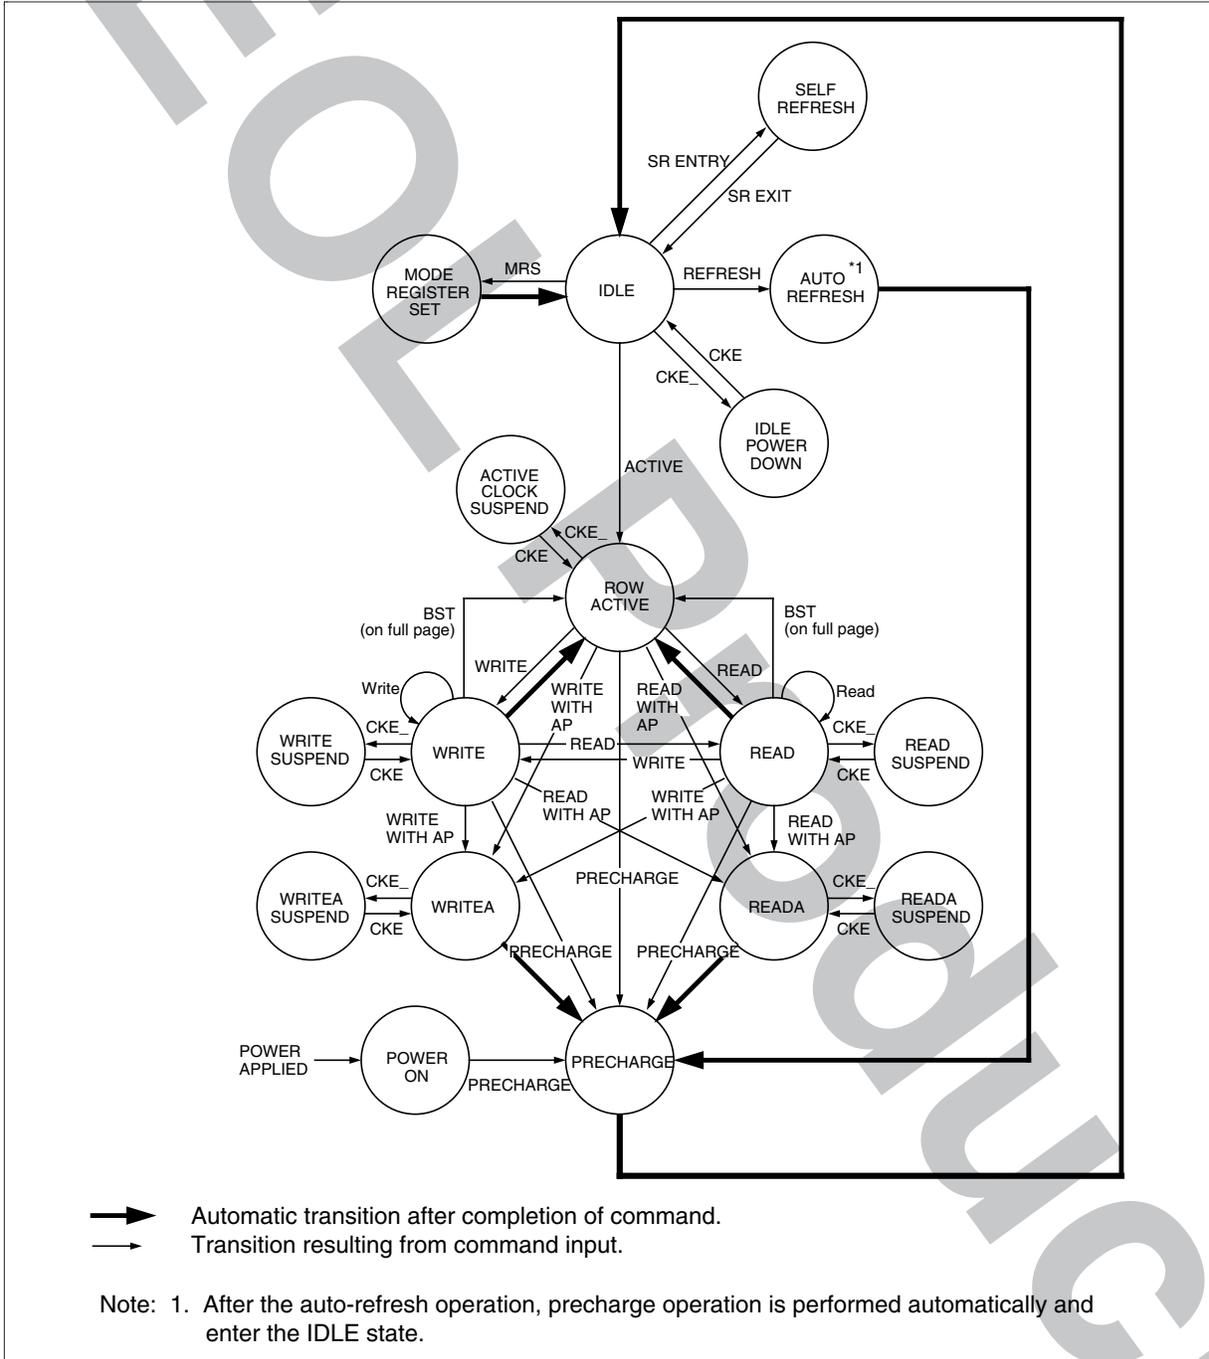 SELF
REFRESH
SR ENTRY
SR EXIT
MODE
REGISTER
SET
MRS
IDLE
REFRESH
AUTO *1
REFRESH
CKE
CKE_
IDLE
POWER
DOWN
ACTIVE
ACTIVE
CLOCK
SUSPEND
CKE_
CKE
ROW
ACTIVE
BST
(on full page)
BST
(on full page)
WRITE
READ
Write
WRITE
WITH
AP
READ
WITH
AP
Read
WRITE
SUSPEND
CKE_
CKE
WRITE
READ
WRITE
READ
CKE_
CKE
READ
SUSPEND
WRITE
WITH AP
READ
WITH AP
WRITE
WITH AP
READ
WITH AP
WRITEA
SUSPEND
CKE_
CKE
WRITEA
PRECHARGE
READA
CKE_
CKE
READA
SUSPEND
PRECHARGE
PRECHARGE
POWER
APPLIED
POWER
ON
PRECHARGE
PRECHARGE
Automatic transition after completion of command.
Transition resulting from command input.
Note: 1. After the auto-refresh operation, precharge operation is performed automatically and
enter the IDLE state.
EOL Produc